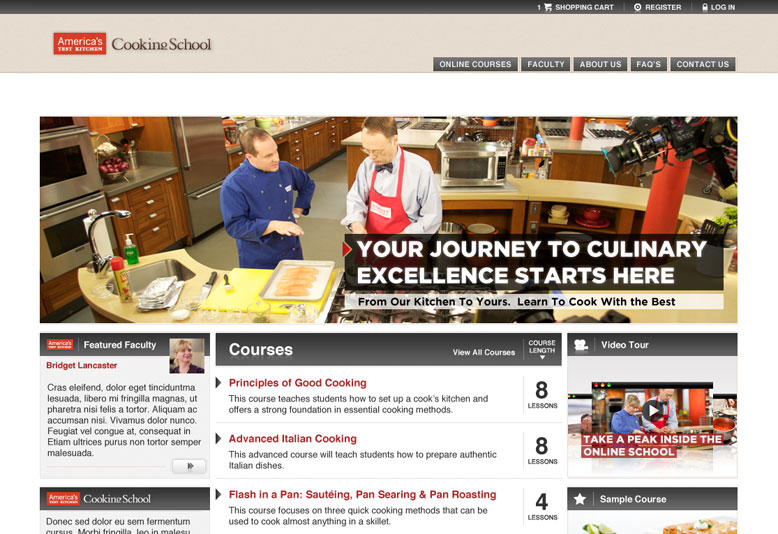 1 SHOPPING CART
REGISTER
LOG IN
America's
TEST KITCHEN
Cooking School
ONLINE COURSES
FACULTY
ABOUT US
FAQ'S
CONTACT US
YOUR JOURNEY TO CULINARY
EXCELLENCE STARTS HERE
From Our Kitchen To Yours. Learn To Cook With the Best
America's
TEST KITCHEN
Featured Faculty
Bridget Lancaster
Cras eleifend, dolor eget tinciduntma
lesuada, libero mi fringilla magnas, ut
pharetra nisi felis a tortor. Aliquam ac
accumsan nisi. Vivamus dolor nunc.
Feugiat vel congue at, consequat in
Etiam ultrices purus non tortor semper
malesuada.
America's
TEST KITCHEN
Cooking School
Donec sed dolor eu sem fermentum
cursus. Morbi fringilla, leo in malesu
Courses
View All Courses
COURSE
LENGTH
Principles of Good Cooking
This course teaches students how to set up a cook's kitchen and
offers a strong foundation in essential cooking methods.
8
LESSONS
Advanced Italian Cooking
This advanced course will teach students how to prepare authentic
Italian dishes.
8
LESSONS
Flash in a Pan: Sautéing, Pan Searing & Pan Roasting
This course focuses on three quick cooking methods that can be
used to cook almost anything in a skillet.
4
LESSONS
Video Tour
TAKE A PEAK INSIDE THE
ONLINE SCHOOL
Sample Course